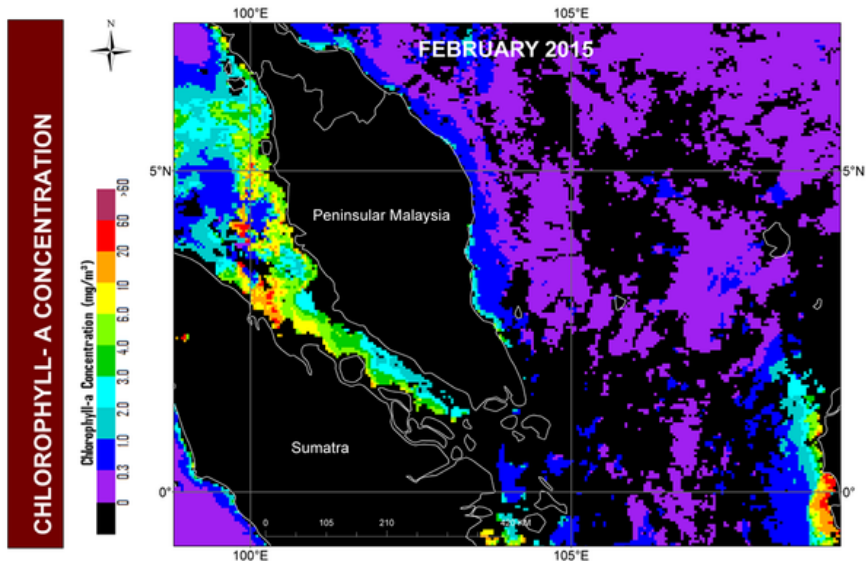 CHLOROPHYLL- A CONCENTRATION
N
Chlorophyll-a Concentration (mg/m³)
>60
60
20
6.0
4.0
3.0
2.0
1.0
0.3
0
100°E
105°E
FEBRUARY 2015
5°N
5°N
Peninsular Malaysia
Sumatra
0°
0°
0 105 210 420 KM
100°E
105°E